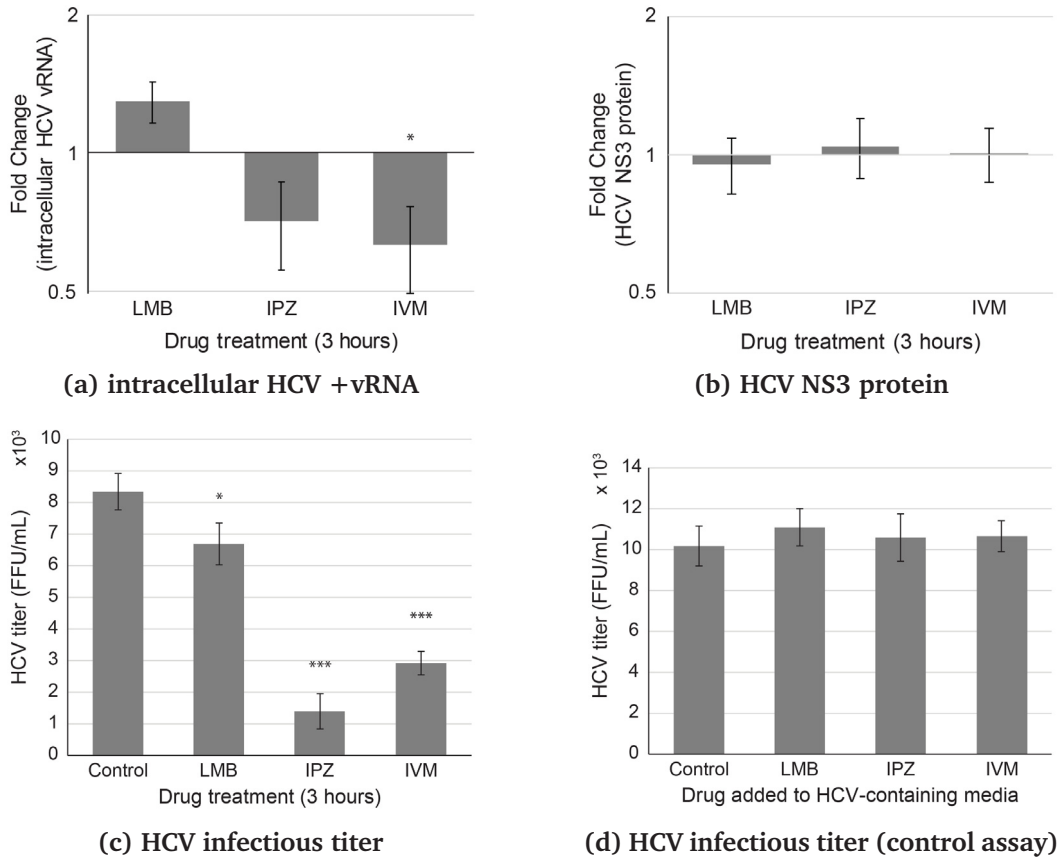 2
1
0.5
Fold Change
(intracellular HCV vRNA)
*
LMB IPZ IVM
Drug treatment (3 hours)
(a) intracellular HCV +vRNA
2
1
0.5
Fold Change
(HCV NS3 protein)
LMB IPZ IVM
Drug treatment (3 hours)
(b) HCV NS3 protein
x10³
HCV titer (FFU/mL)
10
9
8
7
6
5
4
3
2
1
0
*
***
***
Control LMB IPZ IVM
Drug treatment (3 hours)
(c) HCV infectious titer
x 10³
HCV titer (FFU/mL)
14
12
10
8
6
4
2
0
Control LMB IPZ IVM
Drug added to HCV-containing media
(d) HCV infectious titer (control assay)